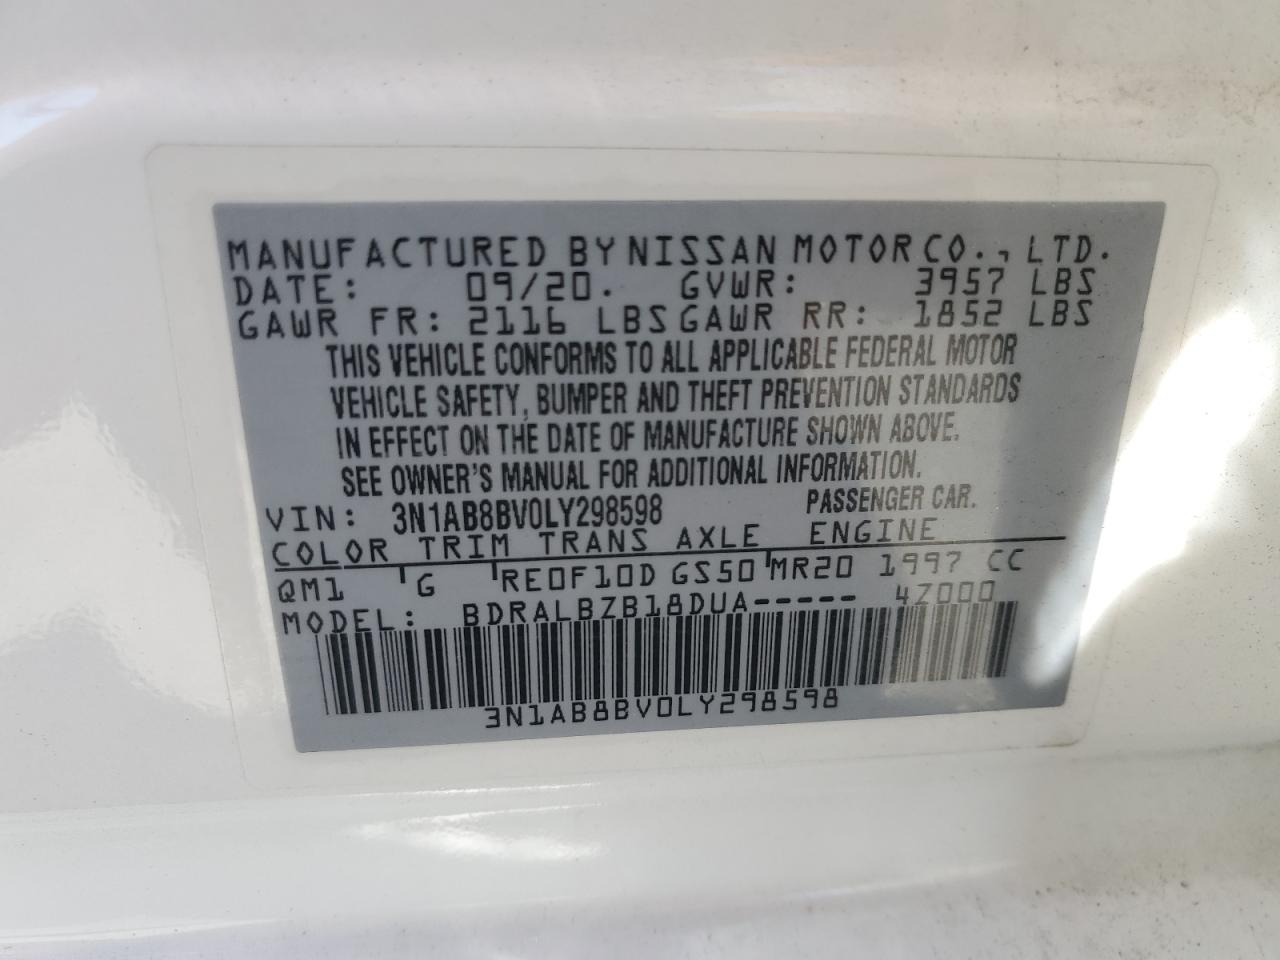 MANUFACTURED BY NISSAN MOTOR CO., LTD.
DATE: 09/20. GVWR: 3957 LBS
GAWR FR: 2116 LBS GAWR RR: 1852 LBS
THIS VEHICLE CONFORMS TO ALL APPLICABLE FEDERAL MOTOR
VEHICLE SAFETY, BUMPER AND THEFT PREVENTION STANDARDS
IN EFFECT ON THE DATE OF MANUFACTURE SHOWN ABOVE.
SEE OWNER'S MANUAL FOR ADDITIONAL INFORMATION.
VIN: 3N1AB8BV0LY298598 PASSENGER CAR.
COLOR TRIM TRANS AXLE ENGINE
QM1 G RE0F10D GS50 MR20 1997 CC
MODEL: BDRALBZB18DUA----- 4Z000
3N1AB8BV0LY298598